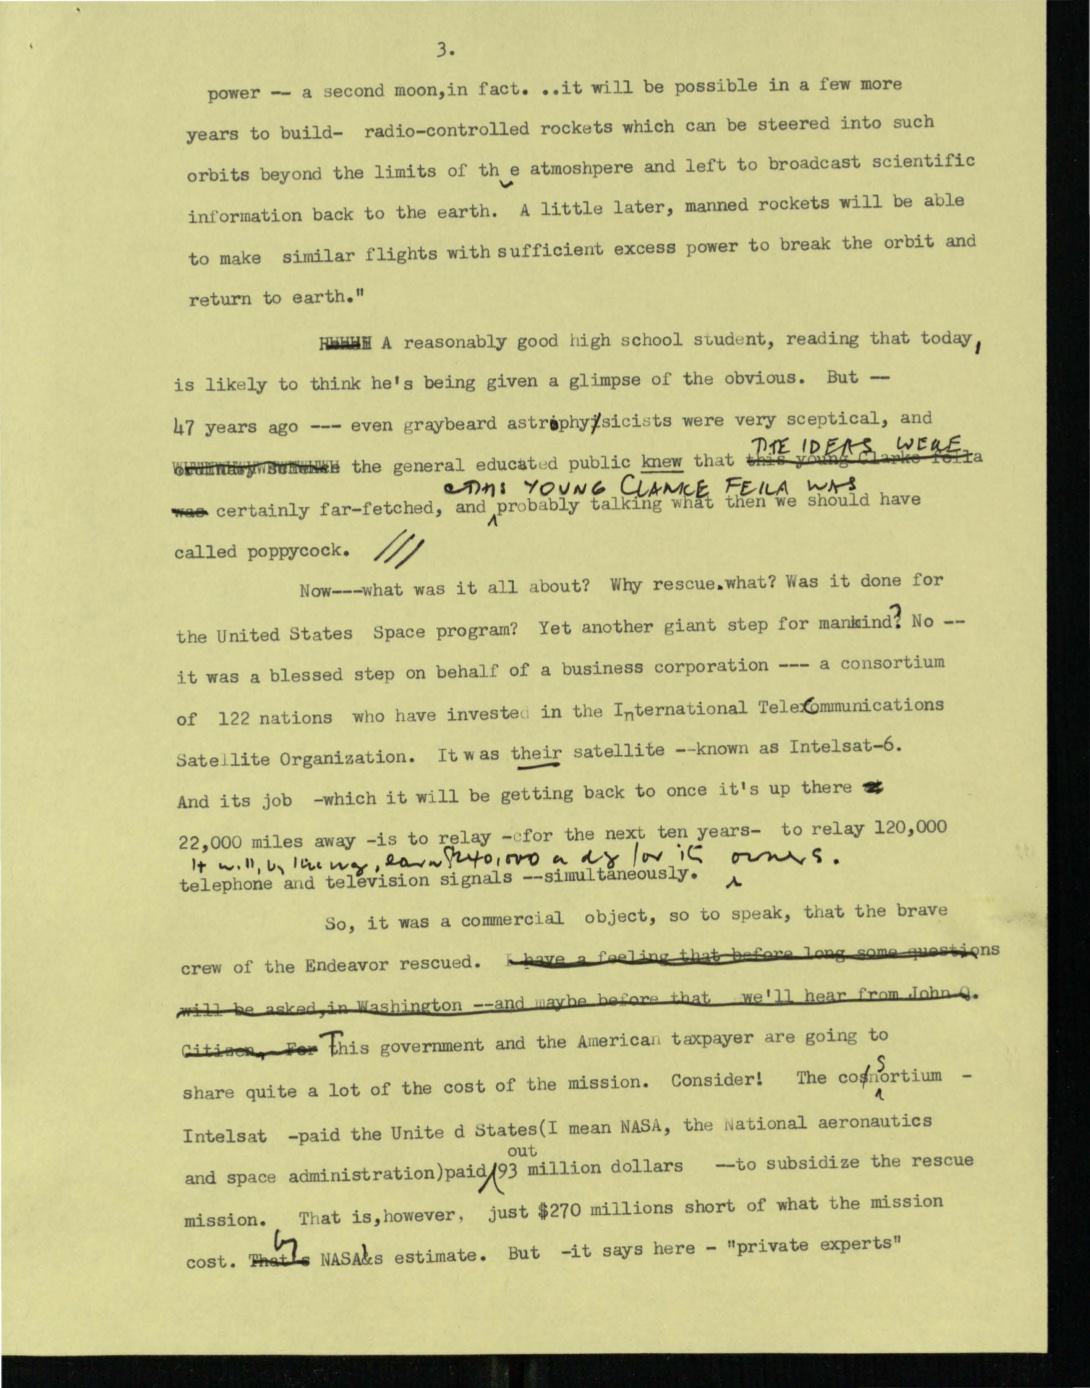 3.
power -- a second moon,in fact. ..it will be possible in a few more
years to build- radio-controlled rockets which can be steered into such
orbits beyond the limits of th e atmoshpere and left to broadcast scientific
information back to the earth. A little later, manned rockets will be able
to make similar flights with sufficient excess power to break the orbit and
return to earth."
A reasonably good high school student, reading that today,
is likely to think he's being given a glimpse of the obvious. But --
47 years ago --- even graybeard astrophysicists were very sceptical, and
THE IDEAS WERE
the general educated public knew that this young Clarke fella
THIS YOUNG CLARKE FELLA WAS
was certainly far-fetched, and probably talking what then we should have
called poppycock. ///
Now---what was it all about? Why rescue.what? Was it done for
the United States Space program? Yet another giant step for mankind? No --
it was a blessed step on behalf of a business corporation --- a consortium
of 122 nations who have invested in the International Telecommunications
Satellite Organization. It was their satellite --known as Intelsat-6.
And its job -which it will be getting back to once it's up there
22,000 miles away -is to relay -for the next ten years- to relay 120,000
It will, by the way, earn $240,000 a day for its owners.
telephone and television signals --simultaneously.
So, it was a commercial object, so to speak, that the brave
crew of the Endeavor rescued. I have a feeling that before long some questions
will be asked,in Washington --and maybe before that we'll hear from John Q.
Citizen, For This government and the American taxpayer are going to
share quite a lot of the cost of the mission. Consider! The consortium -
Intelsat -paid the Unite d States(I mean NASA, the National aeronautics
out
and space administration)paid 93 million dollars --to subsidize the rescue
mission. That is,however, just $270 millions short of what the mission
by
cost. That's NASA's estimate. But -it says here - "private experts"